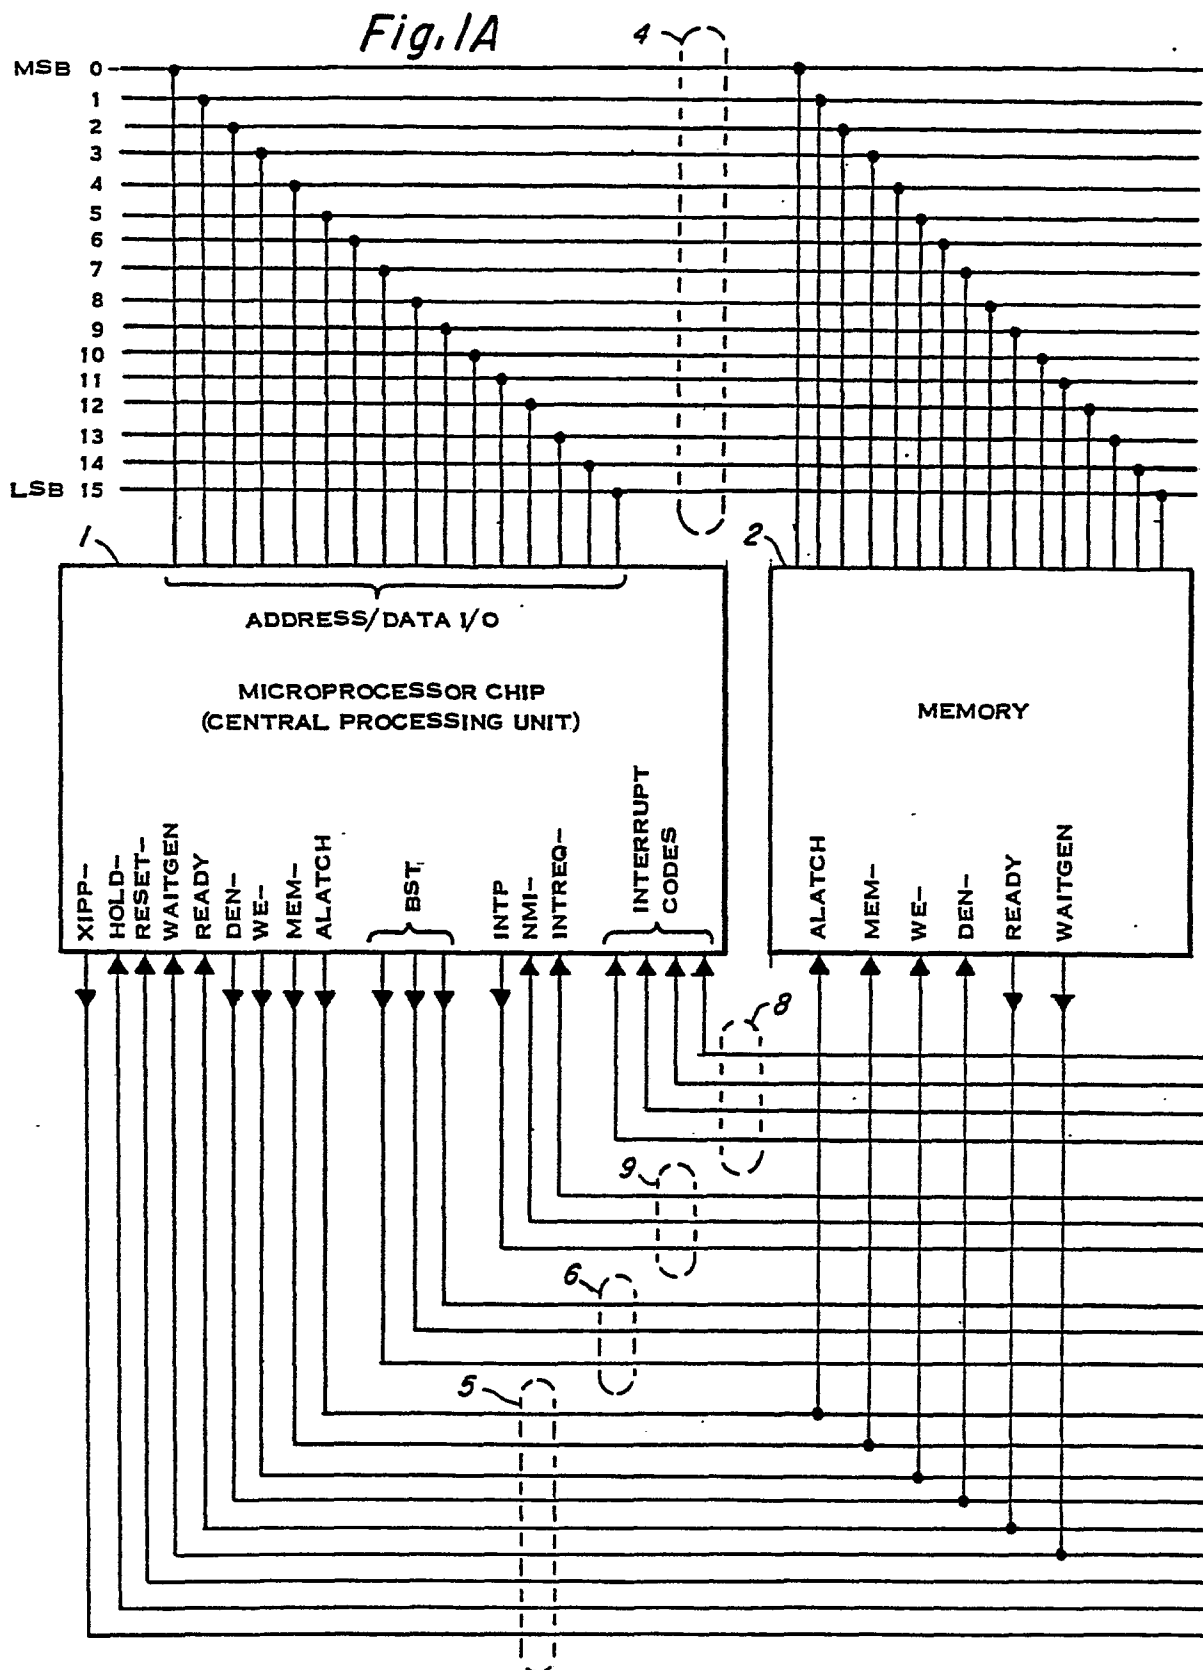 Fig. 1A
4
MSB 0
1
2
3
4
5
6
7
8
9
10
11
12
13
14
LSB 15
1
2
ADDRESS/DATA I/O
MICROPROCESSOR CHIP
(CENTRAL PROCESSING UNIT)
MEMORY
XIPP-
HOLD-
RESET-
WAITGEN
READY
DEN-
WE-
MEM-
ALATCH
BST
INTP
NMI-
INTREQ-
INTERRUPT
CODES
ALATCH
MEM-
WE-
DEN-
READY
WAITGEN
8
9
6
5